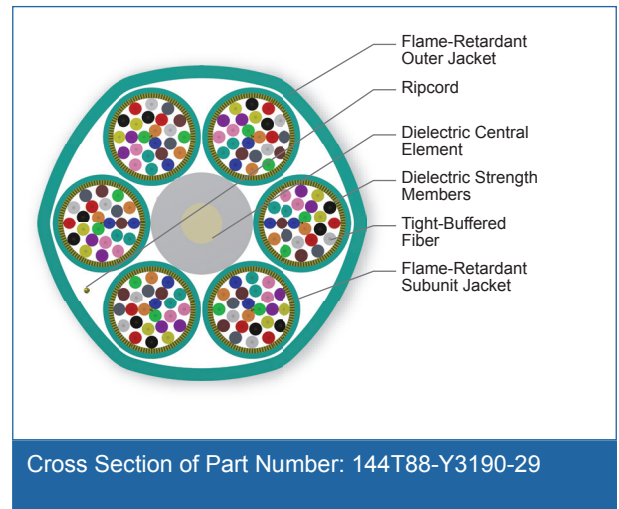 Flame-Retardant
Outer Jacket
Ripcord
Dielectric Central
Element
Dielectric Strength
Members
Tight-Buffered
Fiber
Flame-Retardant
Subunit Jacket
Cross Section of Part Number: 144T88-Y3190-29